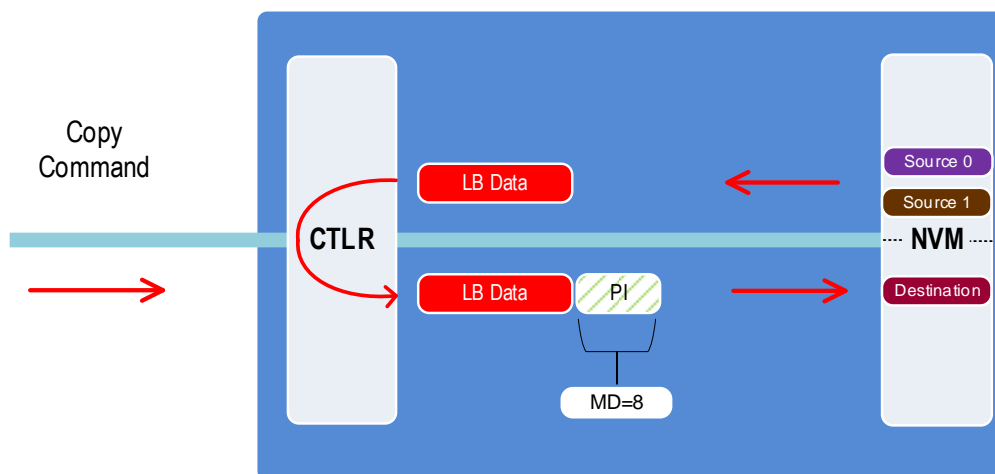 Copy
Command
CTLR
LB Data
LB Data
PI
MD=8
Source 0
Source 1
NVM
Destination